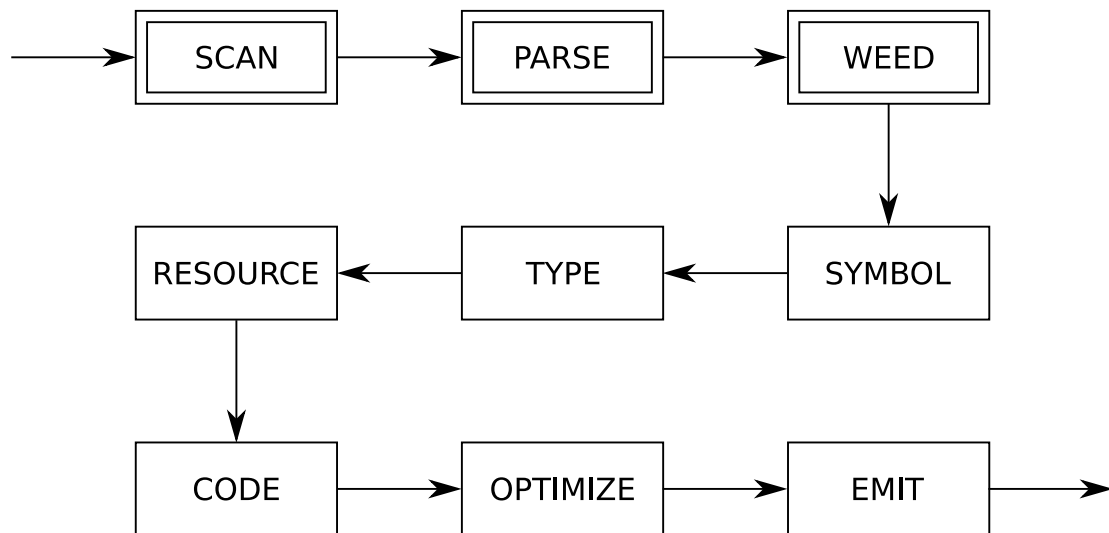 SCAN
PARSE
WEED
RESOURCE
TYPE
SYMBOL
CODE
OPTIMIZE
EMIT